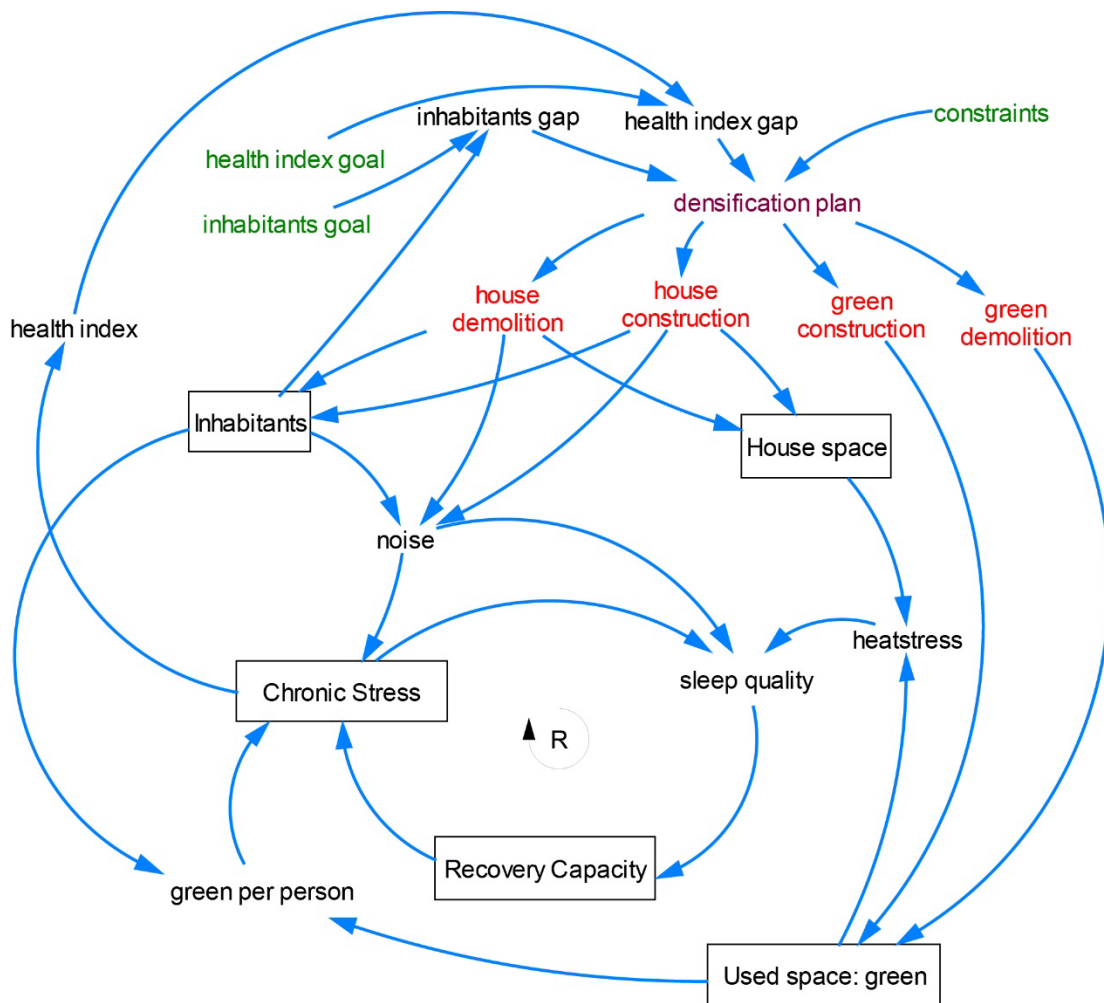 inhabitants gap
health index gap
constraints
health index goal
densification plan
inhabitants goal
house
demolition
house
construction
green
construction
green
demolition
health index
Inhabitants
House space
noise
heatstress
sleep quality
Chronic Stress
R
Recovery Capacity
green per person
Used space: green